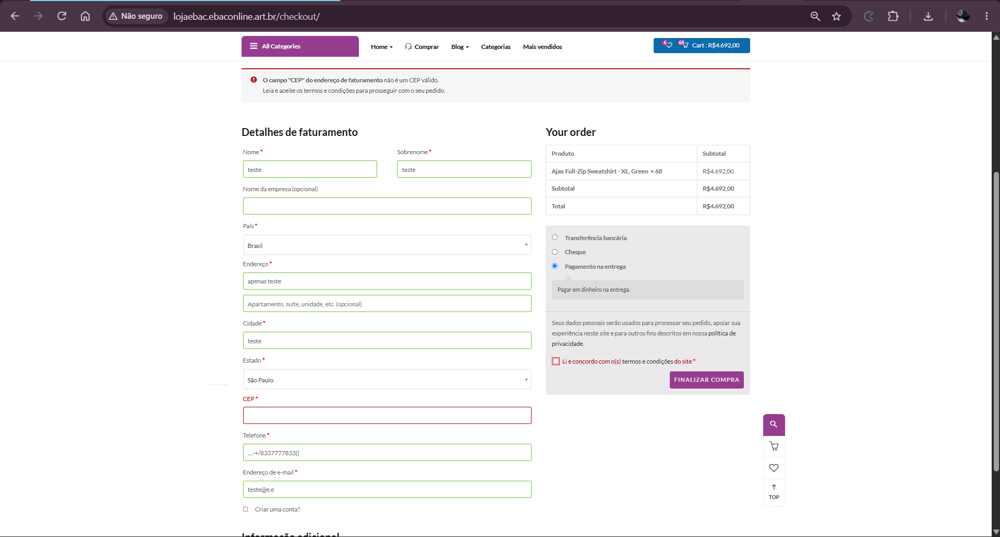 Não seguro
lojaebac.ebaconline.art.br/checkout/
All Categories
Home
Comprar
Blog
Categorias
Mais vendidos
6
68
Cart : R$4.692,00
O campo "CEP" do endereço de faturamento não é um CEP válido.
Leia e aceite os termos e condições para prosseguir com o seu pedido.
Detalhes de faturamento
Nome *
Sobrenome *
teste
teste
Nome da empresa (opcional)
País *
Brasil
Endereço *
apenas teste
Apartamento, suíte, unidade, etc. (opcional)
Cidade *
teste
Estado *
São Paulo
CEP *
Telefone *
....-+/8337777833()
Endereço de e-mail *
teste@e.e
Criar uma conta?
Informação adicional
Your order
Produto
Subtotal
Ajax Full-Zip Sweatshirt - XL, Green × 68
R$4.692,00
Subtotal
R$4.692,00
Total
R$4.692,00
Transferência bancária
Cheque
Pagamento na entrega
Pagar em dinheiro na entrega.
Seus dados pessoais serão usados para processar seu pedido, apoiar sua
experiência neste site e para outros fins descritos em nossa política de
privacidade.
Li e concordo com o(s) termos e condições do site *
FINALIZAR COMPRA
TOP